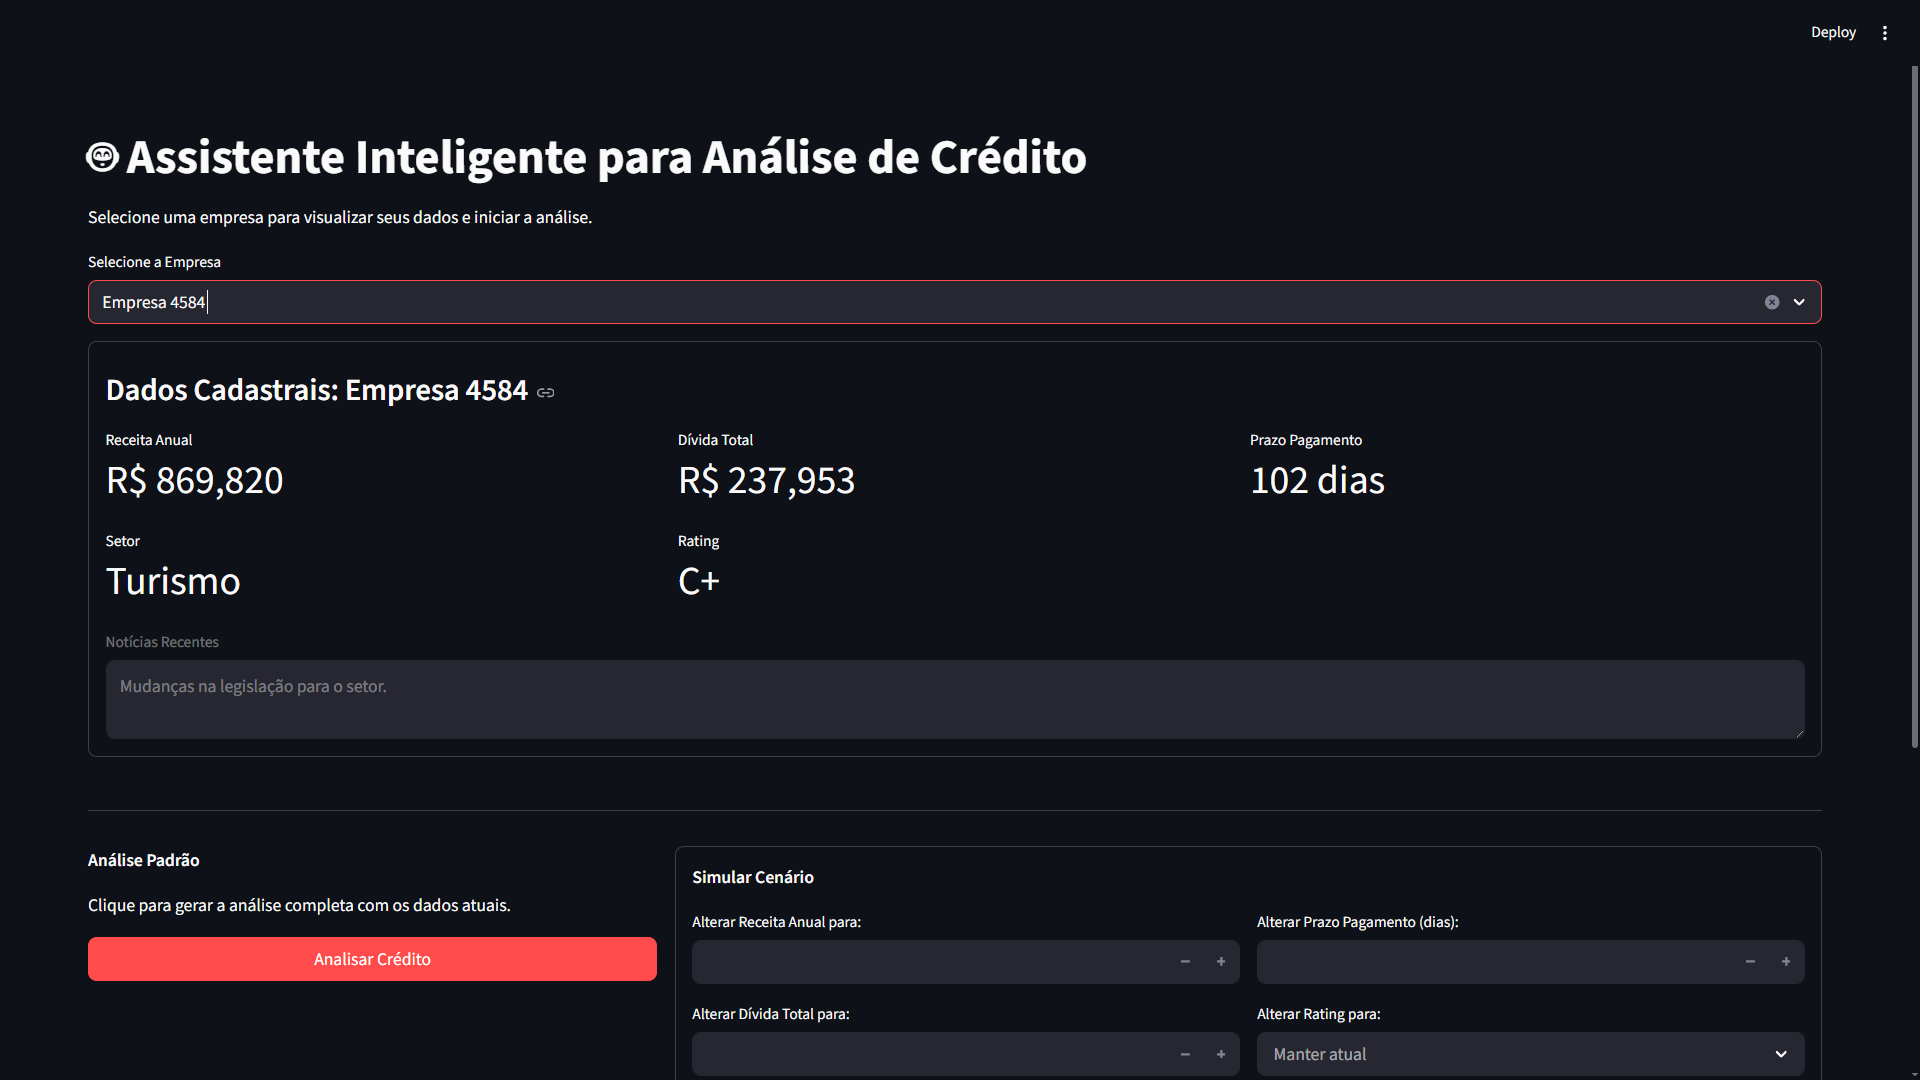 Deploy
Assistente Inteligente para Análise de Crédito
Selecione uma empresa para visualizar seus dados e iniciar a análise.
Selecione a Empresa
Empresa 4584
Dados Cadastrais: Empresa 4584
Receita Anual
R$ 869,820
Dívida Total
R$ 237,953
Prazo Pagamento
102 dias
Setor
Turismo
Rating
C+
Notícias Recentes
Mudanças na legislação para o setor.
Análise Padrão
Clique para gerar a análise completa com os dados atuais.
Analisar Crédito
Simular Cenário
Alterar Receita Anual para:
Alterar Prazo Pagamento (dias):
Alterar Dívida Total para:
Alterar Rating para:
Manter atual